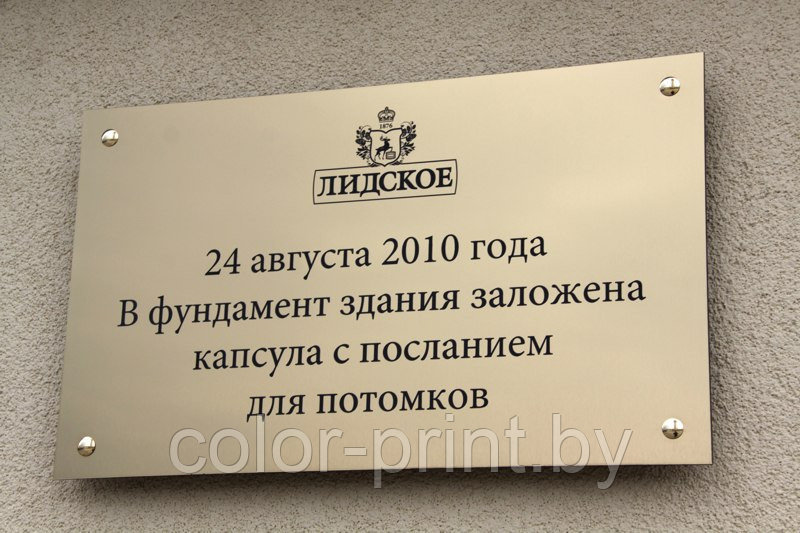 1876
ЛИДСКОЕ
24 августа 2010 года
В фундамент здания заложена
капсула с посланием
для потомков
color-print.by